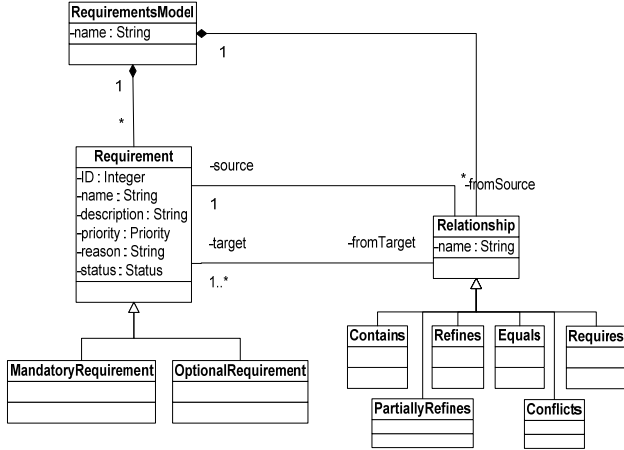 RequirementsModel
-name : String
1
1
*
Requirement
-ID : Integer
-name : String
-description : String
-priority : Priority
-reason : String
-status : Status
-source
1
*
-fromSource
-target
1..*
-fromTarget
Relationship
-name : String
MandatoryRequirement
OptionalRequirement
Contains
Refines
Equals
Requires
PartiallyRefines
Conflicts